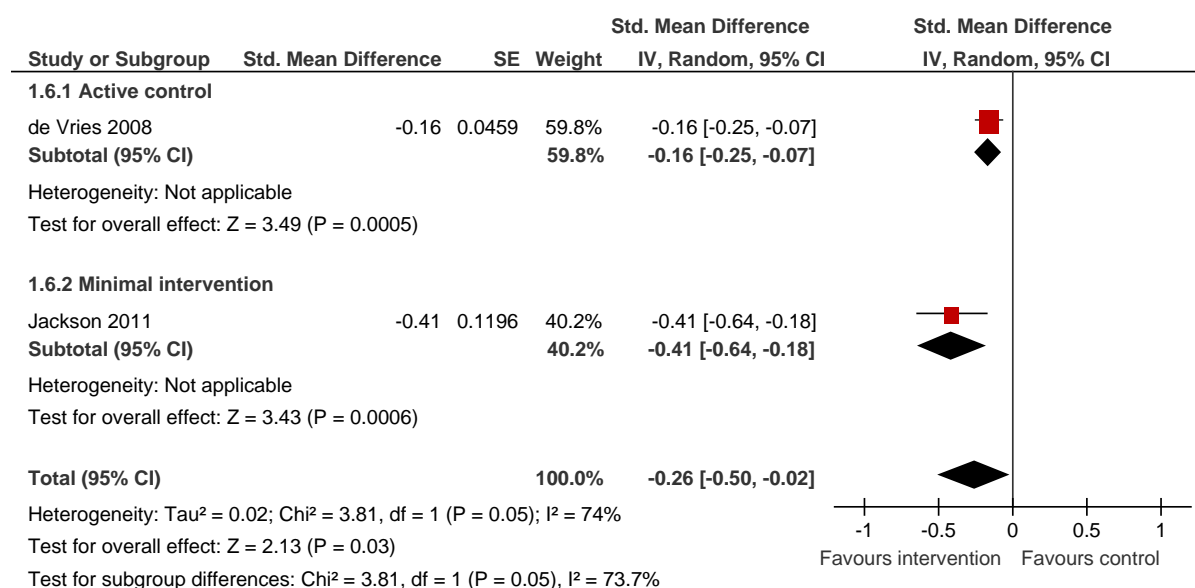 Std. Mean Difference Std. Mean Difference
Study or Subgroup Std. Mean Difference SE Weight IV, Random, 95% CI IV, Random, 95% CI
1.6.1 Active control
de Vries 2008 -0.16 0.0459 59.8% -0.16 [-0.25, -0.07]
Subtotal (95% CI) 59.8% -0.16 [-0.25, -0.07]
Heterogeneity: Not applicable
Test for overall effect: Z = 3.49 (P = 0.0005)
1.6.2 Minimal intervention
Jackson 2011 -0.41 0.1196 40.2% -0.41 [-0.64, -0.18]
Subtotal (95% CI) 40.2% -0.41 [-0.64, -0.18]
Heterogeneity: Not applicable
Test for overall effect: Z = 3.43 (P = 0.0006)
Total (95% CI) 100.0% -0.26 [-0.50, -0.02]
Heterogeneity: Tau² = 0.02; Chi² = 3.81, df = 1 (P = 0.05); I² = 74%
Test for overall effect: Z = 2.13 (P = 0.03)
Test for subgroup differences: Chi² = 3.81, df = 1 (P = 0.05), I² = 73.7%
-1 -0.5 0 0.5 1
Favours intervention Favours control